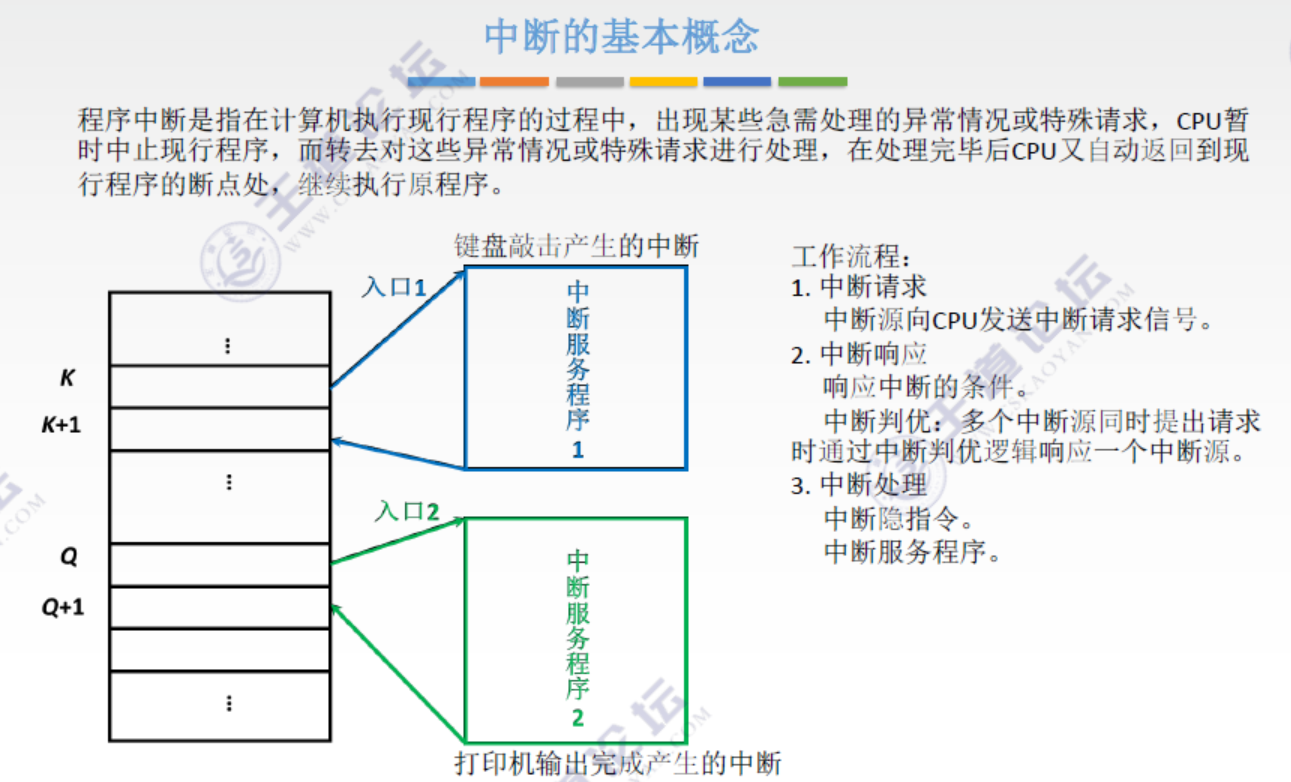 中断的基本概念
程序中断是指在计算机执行现行程序的过程中，出现某些急需处理的异常情况或特殊请求，CPU暂
时中止现行程序，而转去对这些异常情况或特殊请求进行处理，在处理完毕后CPU又自动返回到现
行程序的断点处，继续执行原程序。
键盘敲击产生的中断
入口1
中断服务程序1
⋮
K
K+1
⋮
入口2
中断服务程序2
Q
Q+1
⋮
打印机输出完成产生的中断
工作流程：
1. 中断请求
中断源向CPU发送中断请求信号。
2. 中断响应
响应中断的条件。
中断判优：多个中断源同时提出请求
时通过中断判优逻辑响应一个中断源。
3. 中断处理
中断隐指令。
中断服务程序。
王道论坛
王道论坛